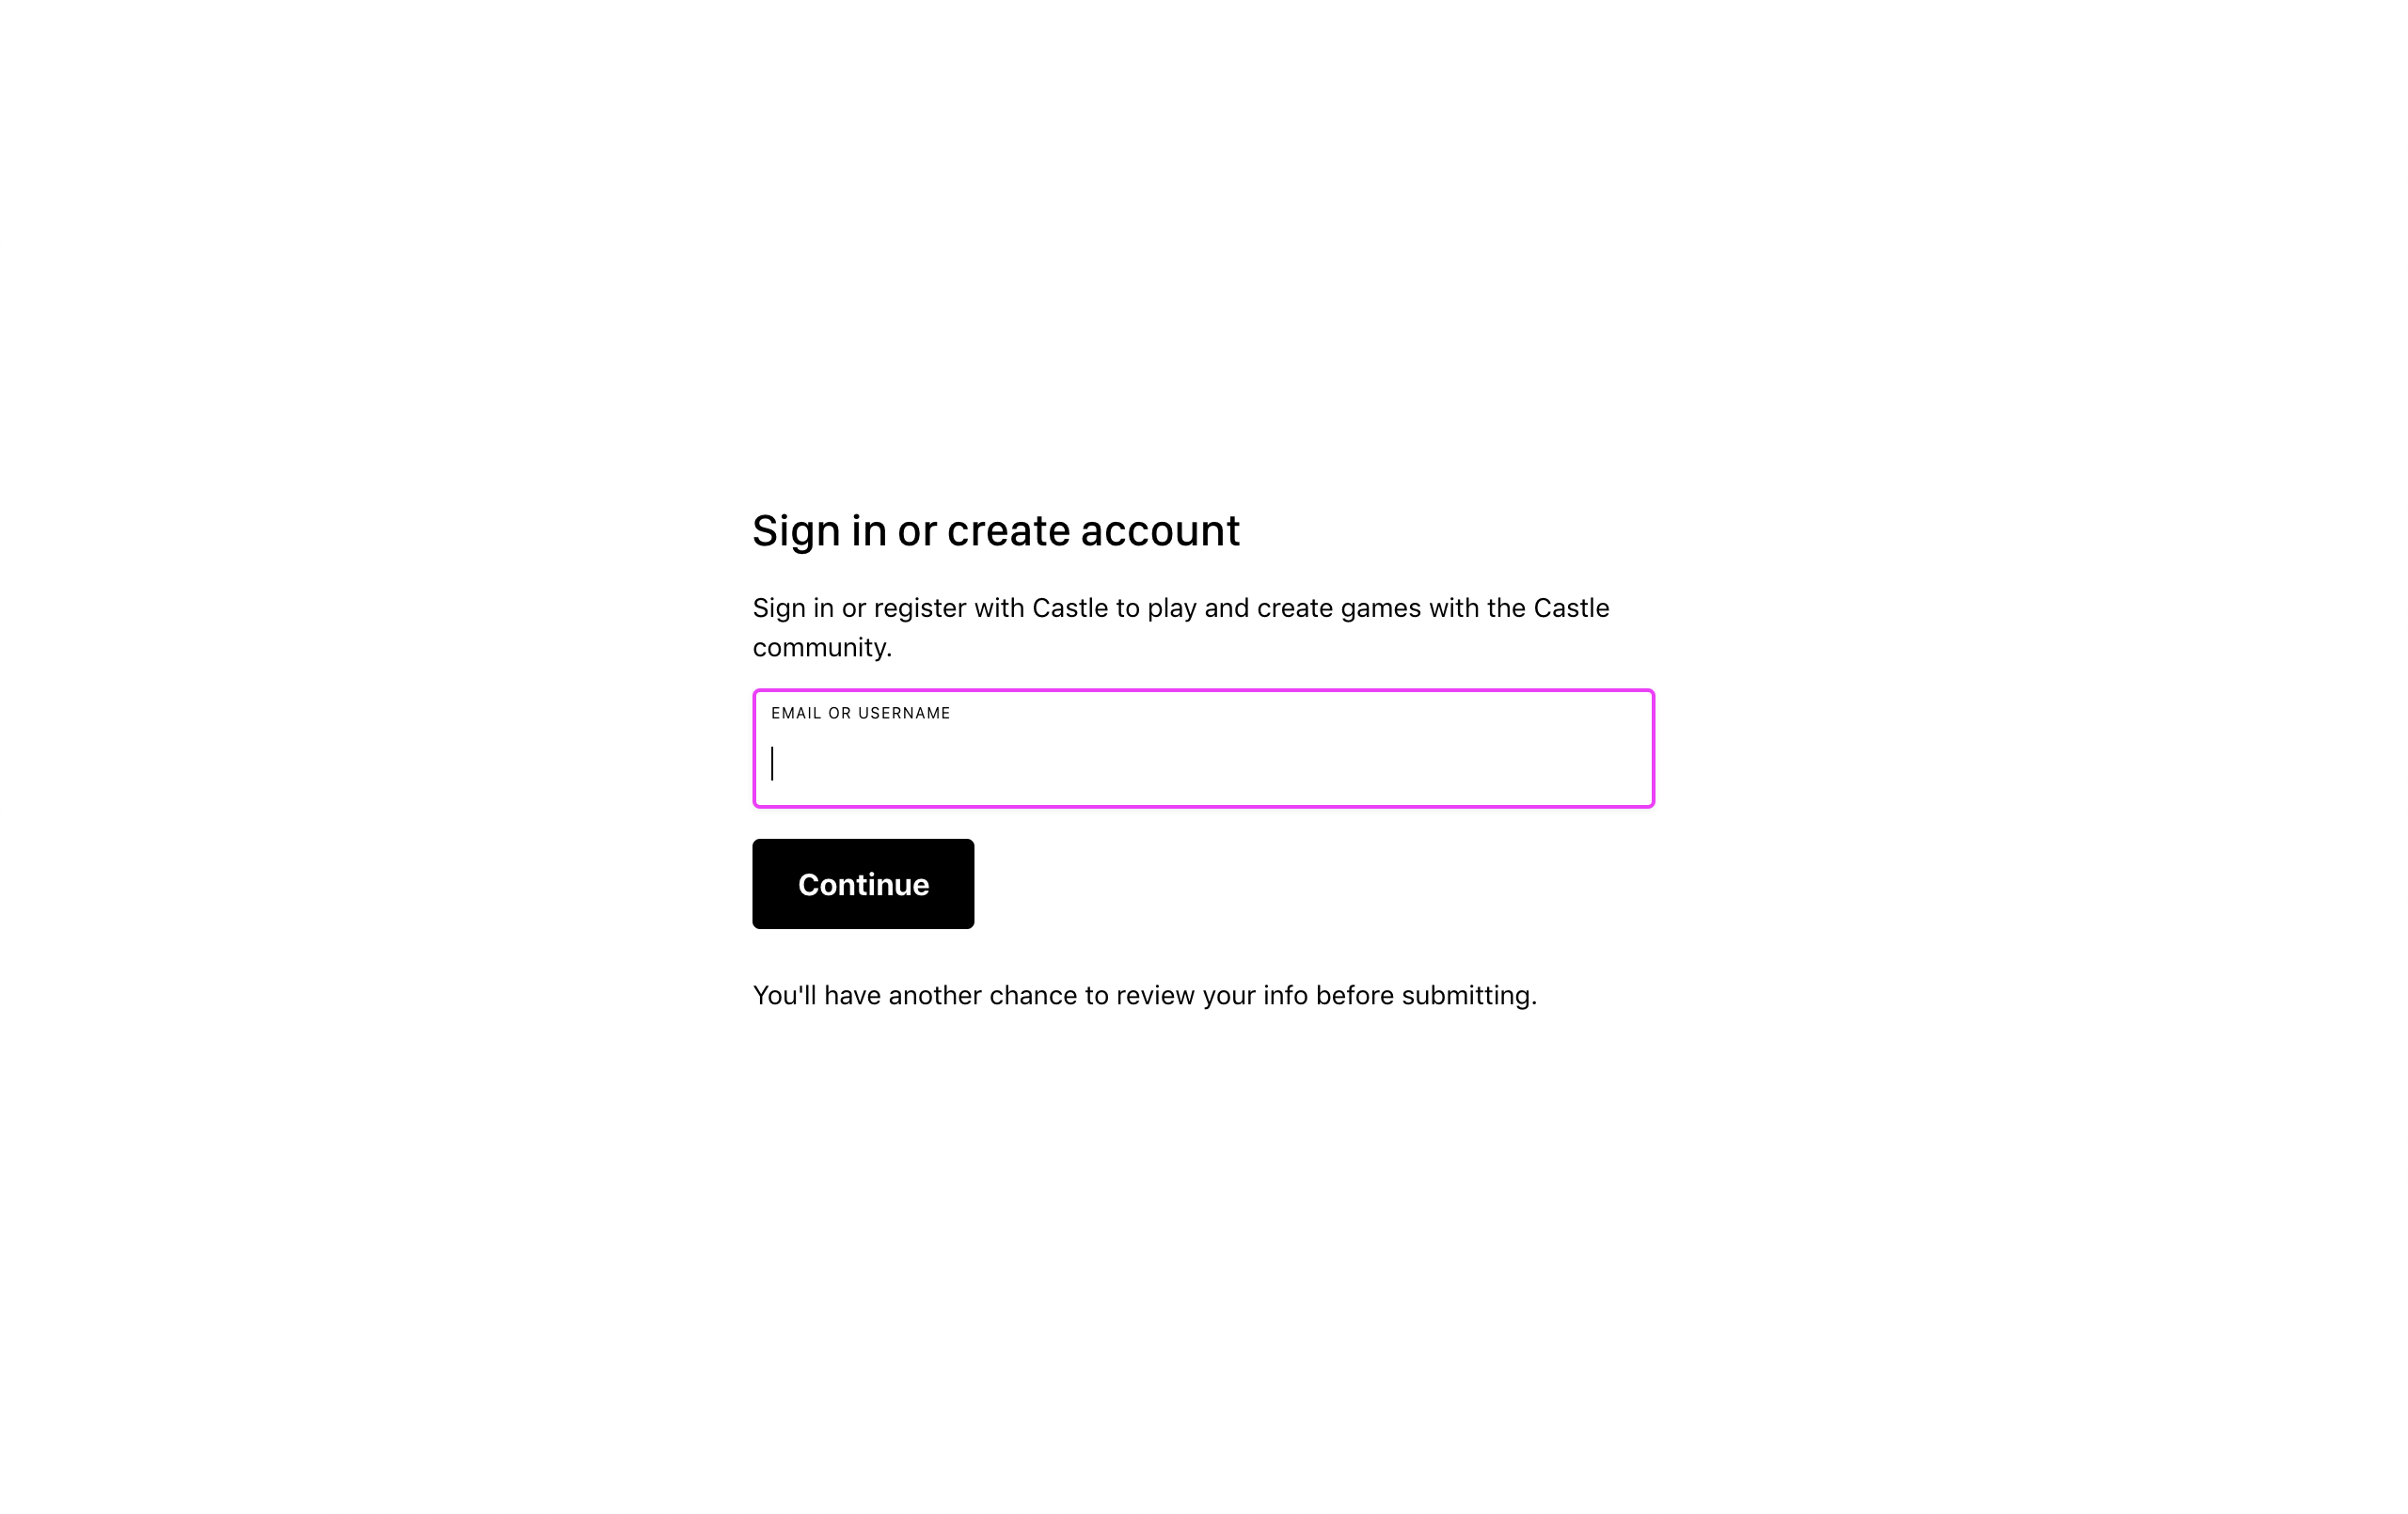 Sign in or create account
Sign in or register with Castle to play and create games with the Castle
community.
EMAIL OR USERNAME
Continue
You'll have another chance to review your info before submitting.